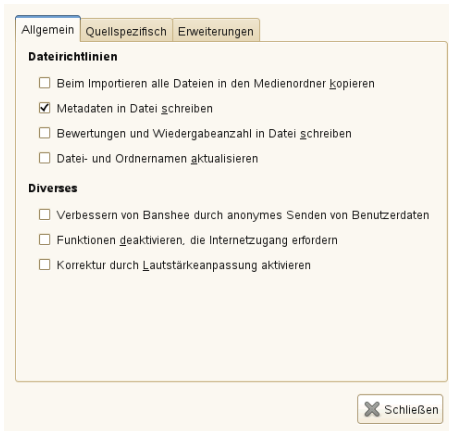 Allgemein Quellspezifisch Erweiterungen
Dateirichtlinien
Beim Importieren alle Dateien in den Medienordner kopieren
Metadaten in Datei schreiben
Bewertungen und Wiedergabeanzahl in Datei schreiben
Datei- und Ordnernamen aktualisieren
Diverses
Verbessern von Banshee durch anonymes Senden von Benutzerdaten
Funktionen deaktivieren, die Internetzugang erfordern
Korrektur durch Lautstärkeanpassung aktivieren
Schließen